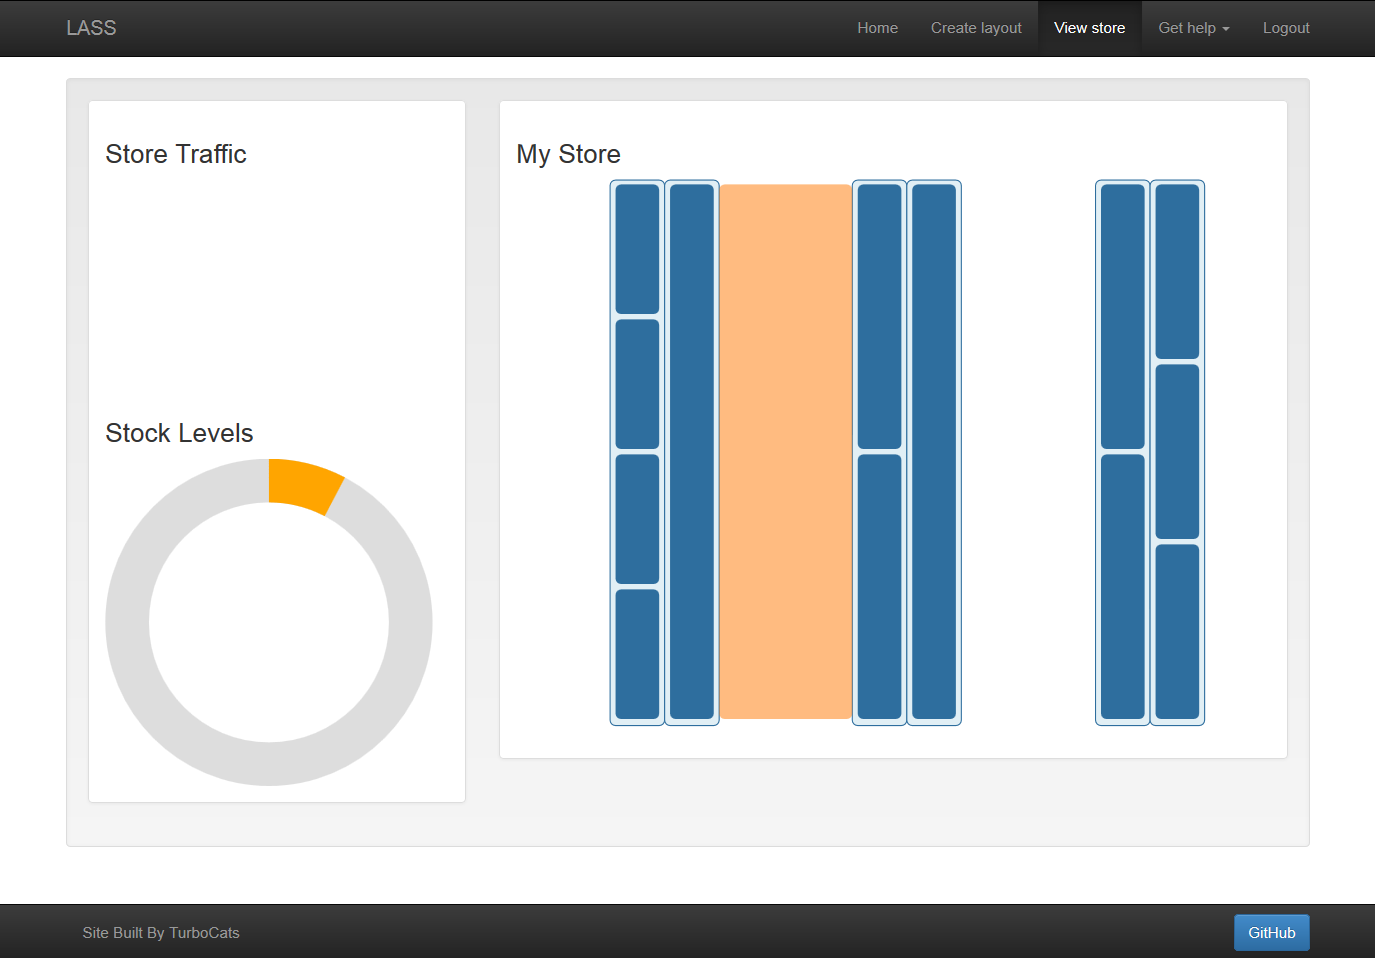 LASS
Home
Create layout
View store
Get help
Logout
Store Traffic
My Store
Stock Levels
Site Built By TurboCats
GitHub